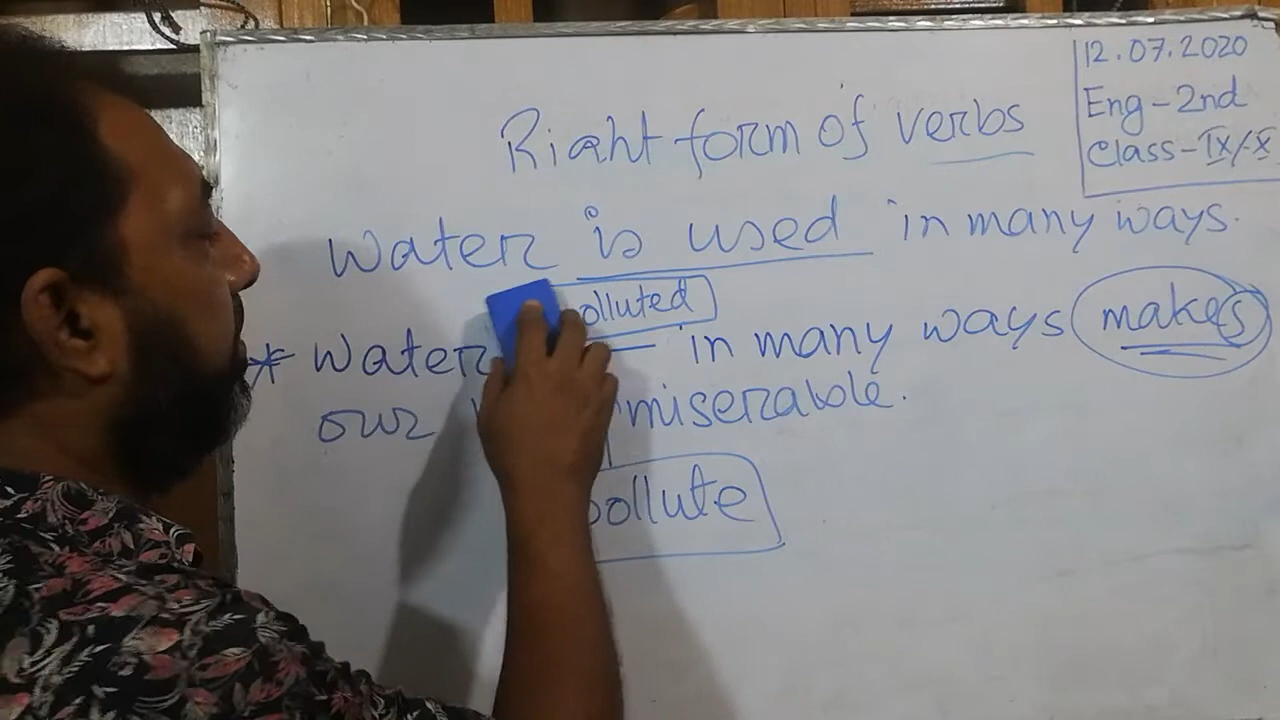 12.07.2020
Eng-2nd
Class-IX/X
Right form of verbs
Water is used in many ways.
olluted
* Water in many ways makes
our miserable.
pollute